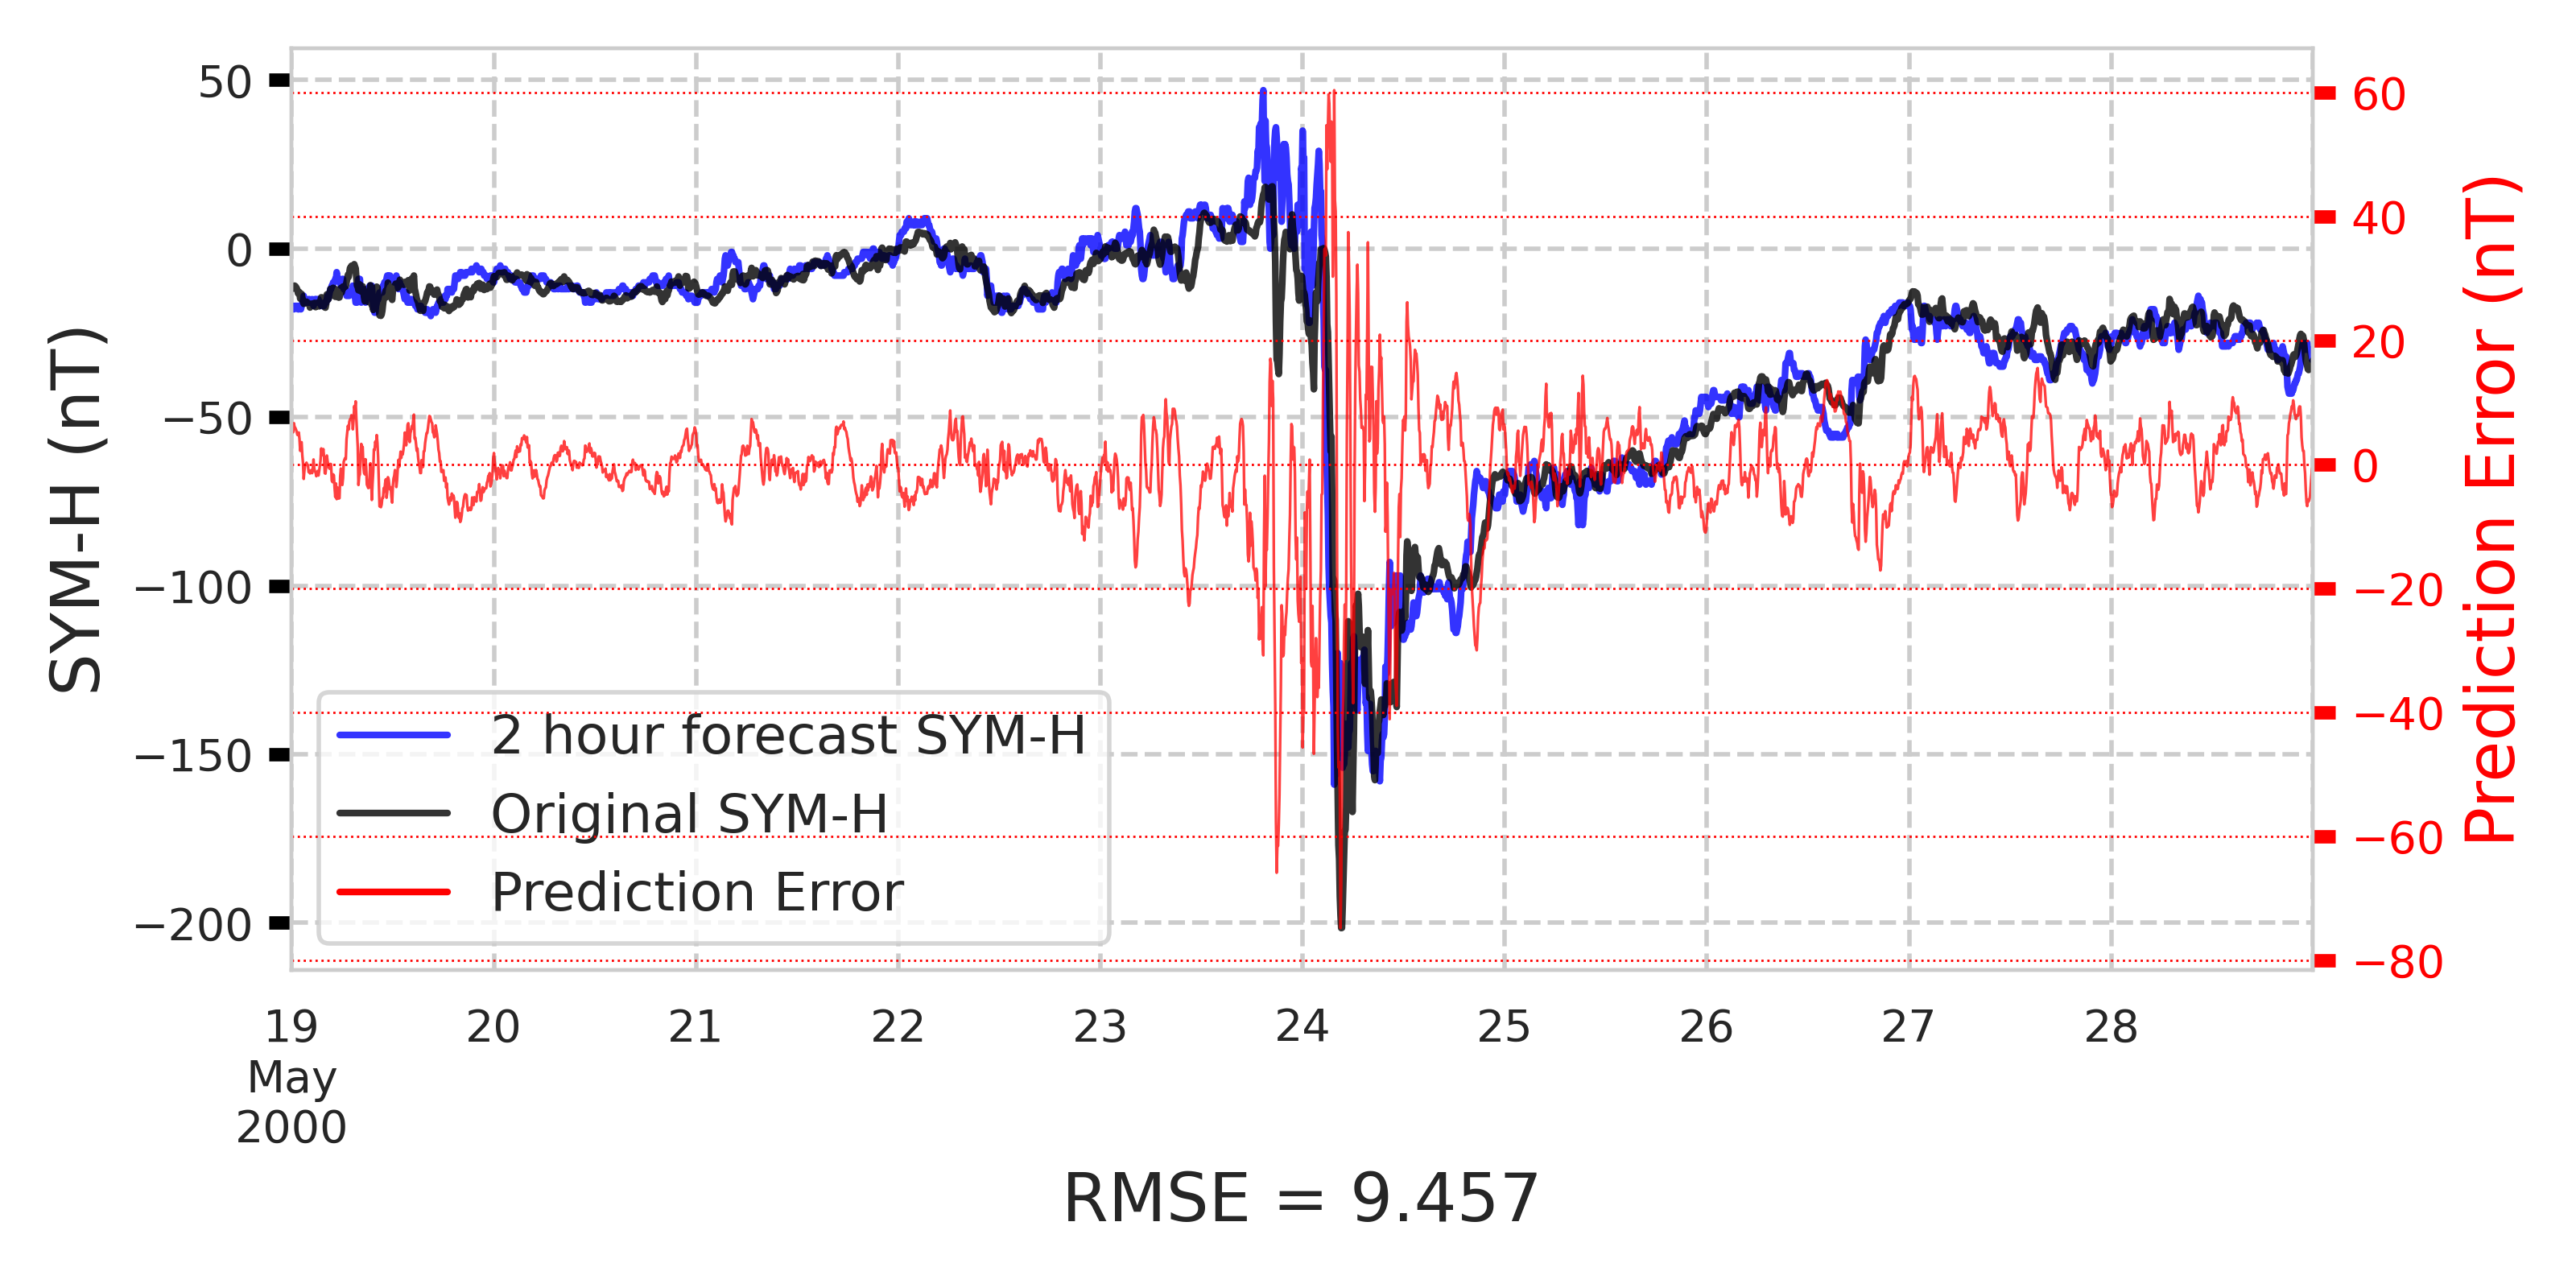 50
0
−50
−100
−150
−200
SYM-H (nT)
60
40
20
0
−20
−40
−60
−80
Prediction Error (nT)
2 hour forecast SYM-H
Original SYM-H
Prediction Error
19 20 21 22 23 24 25 26 27 28
May
2000
RMSE = 9.457